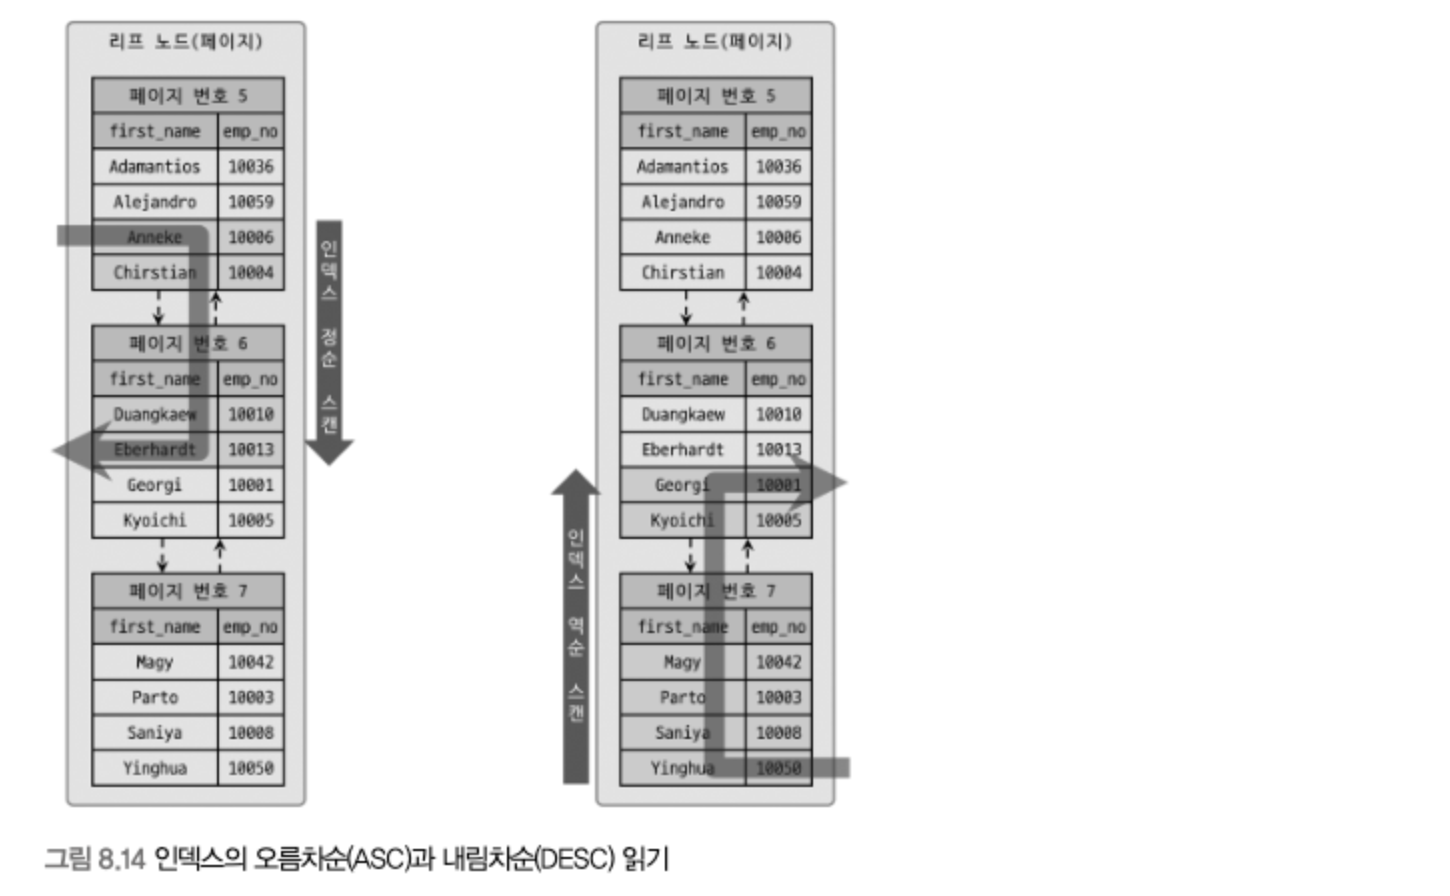 리프 노드(페이지)
페이지 번호 5
first_name emp_no
Adamantios 10036
Alejandro 10059
Anneke 10006
Chirstian 10004
페이지 번호 6
first_name emp_no
Duangkaew 10010
Eberhardt 10013
Georgi 10001
Kyoichi 10005
페이지 번호 7
first_name emp_no
Magy 10042
Parto 10003
Saniya 10008
Yinghua 10050
인덱스 정순 스캔
인덱스 역순 스캔
리프 노드(페이지)
페이지 번호 5
first_name emp_no
Adamantios 10036
Alejandro 10059
Anneke 10006
Chirstian 10004
페이지 번호 6
first_name emp_no
Duangkaew 10010
Eberhardt 10013
Georgi 10001
Kyoichi 10005
페이지 번호 7
first_name emp_no
Magy 10042
Parto 10003
Saniya 10008
Yinghua 10050
그림 8.14 인덱스의 오름차순(ASC)과 내림차순(DESC) 읽기